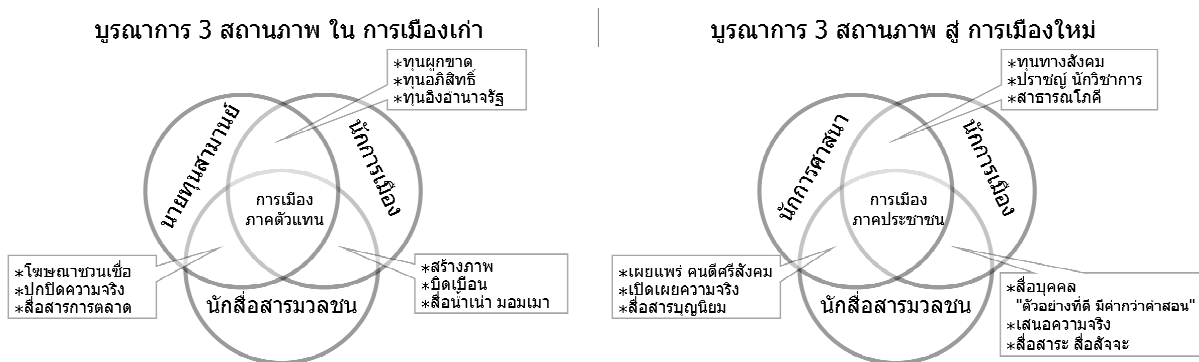 บูรณาการ 3 สถานภาพ ใน การเมืองเก่า
*ทุนผูกขาด
*ทุนอภิสิทธิ์
*ทุนอิงอำนาจรัฐ
นายทุนสามานย์
นักการเมือง
การเมือง
ภาคตัวแทน
*โฆษณาชวนเชื่อ
*ปกปิดความจริง
*สื่อสารการตลาด
*สร้างภาพ
*บิดเบือน
*สื่อน้ำเน่า มอมเมา
นักสื่อสารมวลชน
บูรณาการ 3 สถานภาพ สู่ การเมืองใหม่
*ทุนทางสังคม
*ปราชญ์ นักวิชาการ
*สาธารณโภคี
นักการศาสนา
นักการเมือง
การเมือง
ภาคประชาชน
*เผยแพร่ คนดีศรีสังคม
*เปิดเผยความจริง
*สื่อสารบุญนิยม
*สื่อบุคคล
"ตัวอย่างที่ดี มีค่ากว่าคำสอน"
*เสนอความจริง
*สื่อสาระ สื่อสัจจะ
นักสื่อสารมวลชน